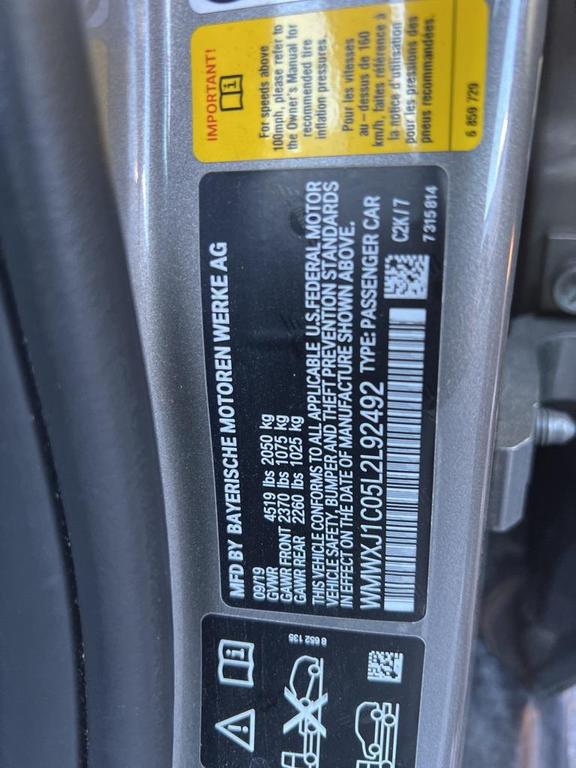 IMPORTANT!
For speeds above
100mph, please refer to
the Owner's Manual for
recommended tire
inflation pressures.
Pour les vitesses
au-dessus de 160
km/h, faites référence à
la notice d'utilisation
pour les pressions des
pneus recommandées.
6 859 729
MFD BY BAYERISCHE MOTOREN WERKE AG
09/19
GVWR 4519 lbs 2050 kg
GAWR FRONT 2370 lbs 1075 kg
GAWR REAR 2260 lbs 1025 kg
THIS VEHICLE CONFORMS TO ALL APPLICABLE U.S.FEDERAL MOTOR
VEHICLE SAFETY, BUMPER AND THEFT PREVENTION STANDARDS
IN EFFECT ON THE DATE OF MANUFACTURE SHOWN ABOVE.
WMWXJ1C05L2L92492 TYPE: PASSENGER CAR
C2K / 7
7 315 814
8 652 135